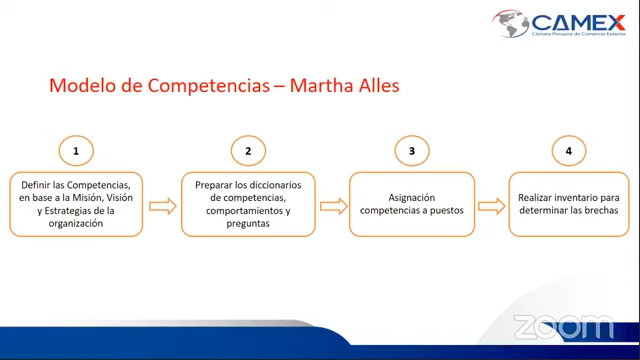 CAMEX
Cámara Peruana de Comercio Exterior
Modelo de Competencias – Martha Alles
1
Definir las Competencias,
en base a la Misión, Visión
y Estrategias de la
organización
2
Preparar los diccionarios
de competencias,
comportamientos y
preguntas
3
Asignación
competencias a puestos
4
Realizar inventario para
determinar las brechas
zoom